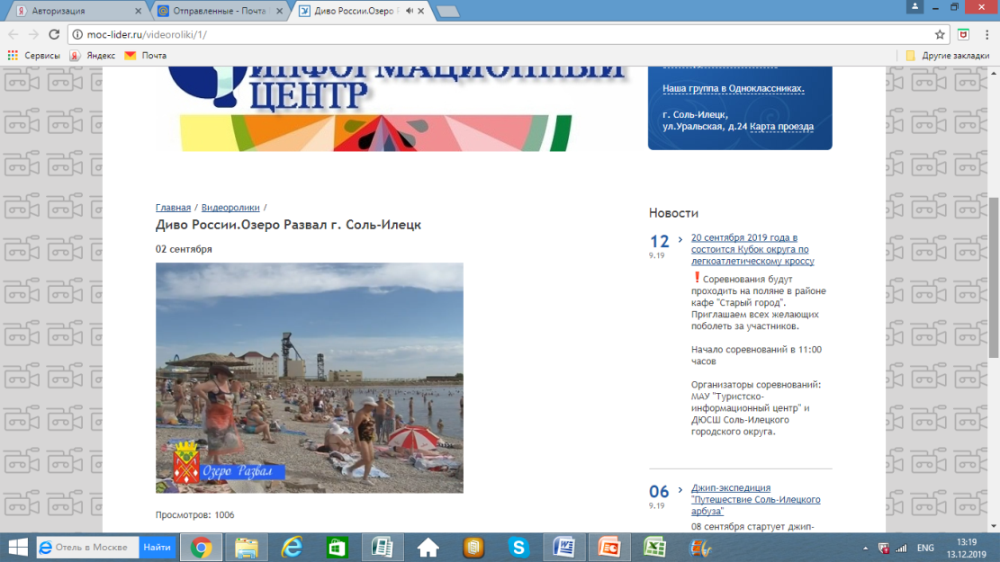 Авторизация
Отправленные - Почта
Диво России.Озеро Р
moc-lider.ru/videoroliki/1/
Сервисы Яндекс Почта Другие закладки
ИНФОРМАЦИОННЫЙ
ЦЕНТР
Наша группа в Одноклассниках.
г. Соль-Илецк,
ул.Уральская, д.24 Карта проезда
Главная / Видеоролики /
Диво России.Озеро Развал г. Соль-Илецк
02 сентября
Озеро Развал
Просмотров: 1006
Новости
12
9.19
20 сентября 2019 года в
состоится Кубок округа по
легкоатлетическому кроссу
❗Соревнования будут
проходить на поляне в районе
кафе "Старый город".
Приглашаем всех желающих
поболеть за участников.
Начало соревнований в 11:00
часов
Организаторы соревнований:
МАУ "Туристско-
информационный центр" и
ДЮСШ Соль-Илецкого
городского округа.
06
9.19
Джип-экспедиция
"Путешествие Соль-Илецкого
арбуза"
08 сентября стартует джип-
Отель в Москве Найти
ENG
13:19
13.12.2019